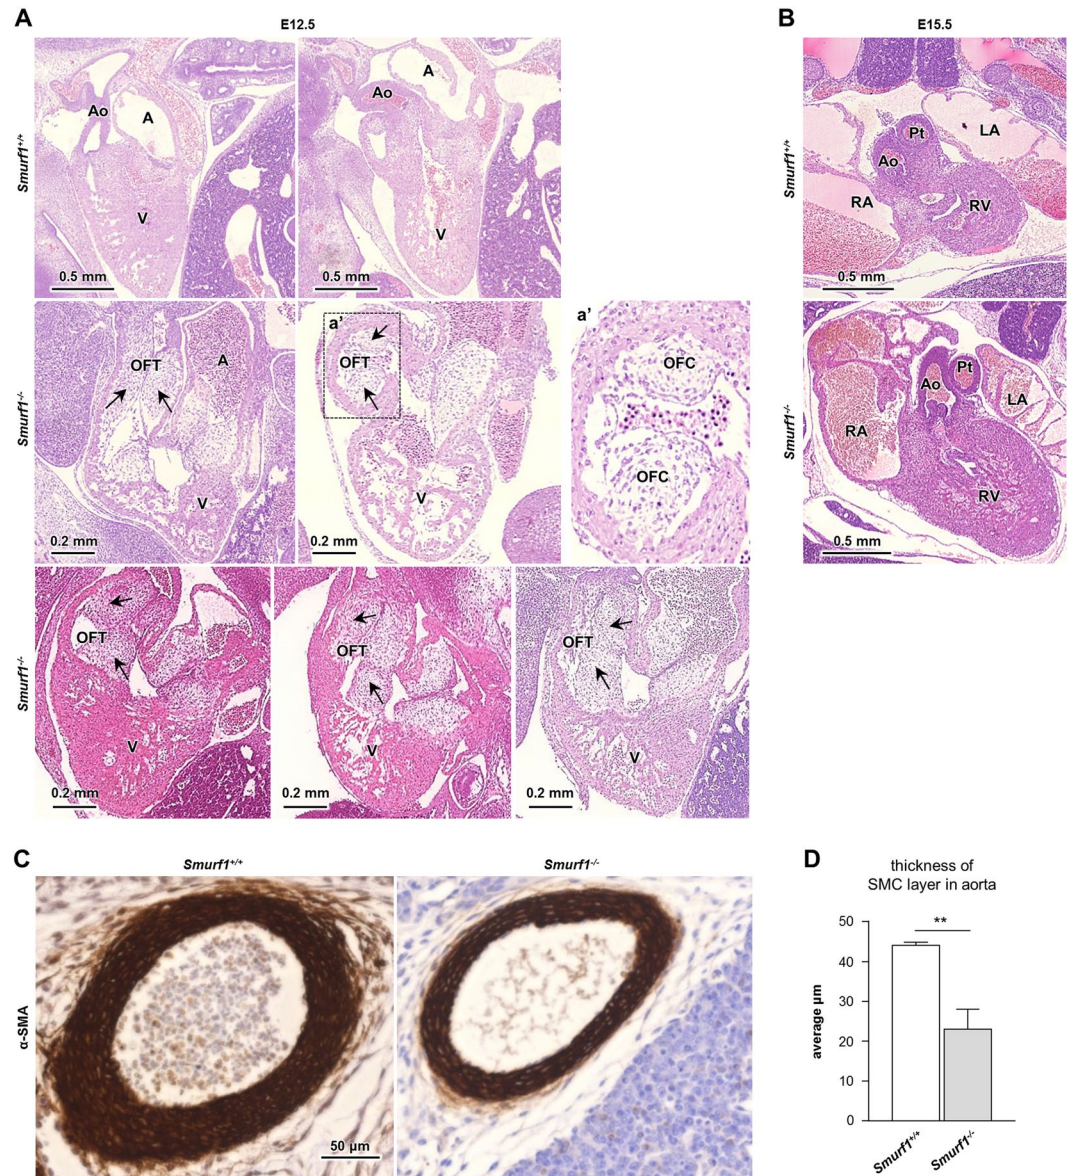 A
E12.5
B
E15.5
Smurf1+/+
Ao
A
V
0.5 mm
A
Ao
V
0.5 mm
Smurf1+/+
Pt
LA
Ao
RA
RV
0.5 mm
Smurf1-/-
OFT
A
V
0.2 mm
a'
OFT
V
0.2 mm
a'
OFC
OFC
Smurf1-/-
Ao
Pt
LA
RA
RV
0.5 mm
Smurf1-/-
OFT
V
0.2 mm
OFT
V
0.2 mm
OFT
V
0.2 mm
C
Smurf1+/+
Smurf1-/-
α-SMA
50 µm
D
thickness of
SMC layer in aorta
**
average µm
50
40
30
20
10
0
Smurf1+/+
Smurf1-/-